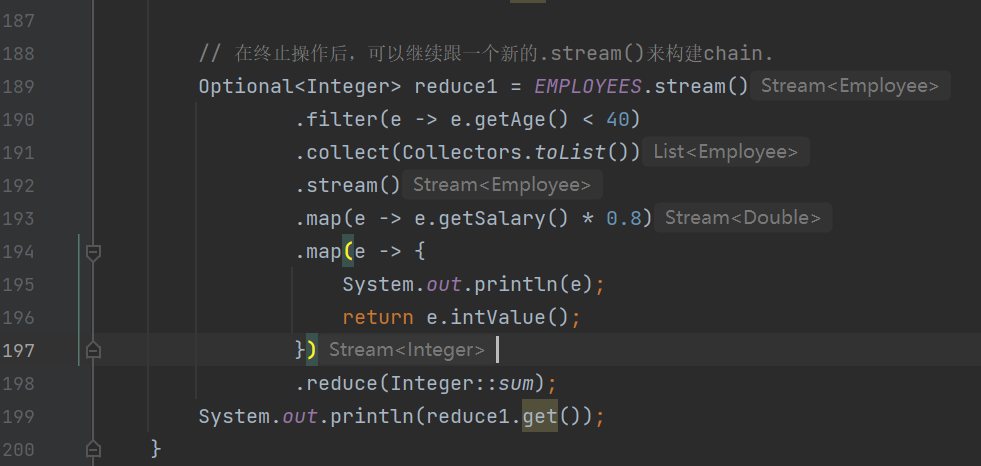 187
188 // 在终止操作后，可以继续跟一个新的.stream()来构建chain.
189 Optional<Integer> reduce1 = EMPLOYEES.stream() Stream<Employee>
190 .filter(e -> e.getAge() < 40)
191 .collect(Collectors.toList()) List<Employee>
192 .stream() Stream<Employee>
193 .map(e -> e.getSalary() * 0.8) Stream<Double>
194 .map(e -> {
195 System.out.println(e);
196 return e.intValue();
197 }) Stream<Integer>
198 .reduce(Integer::sum);
199 System.out.println(reduce1.get());
200 }